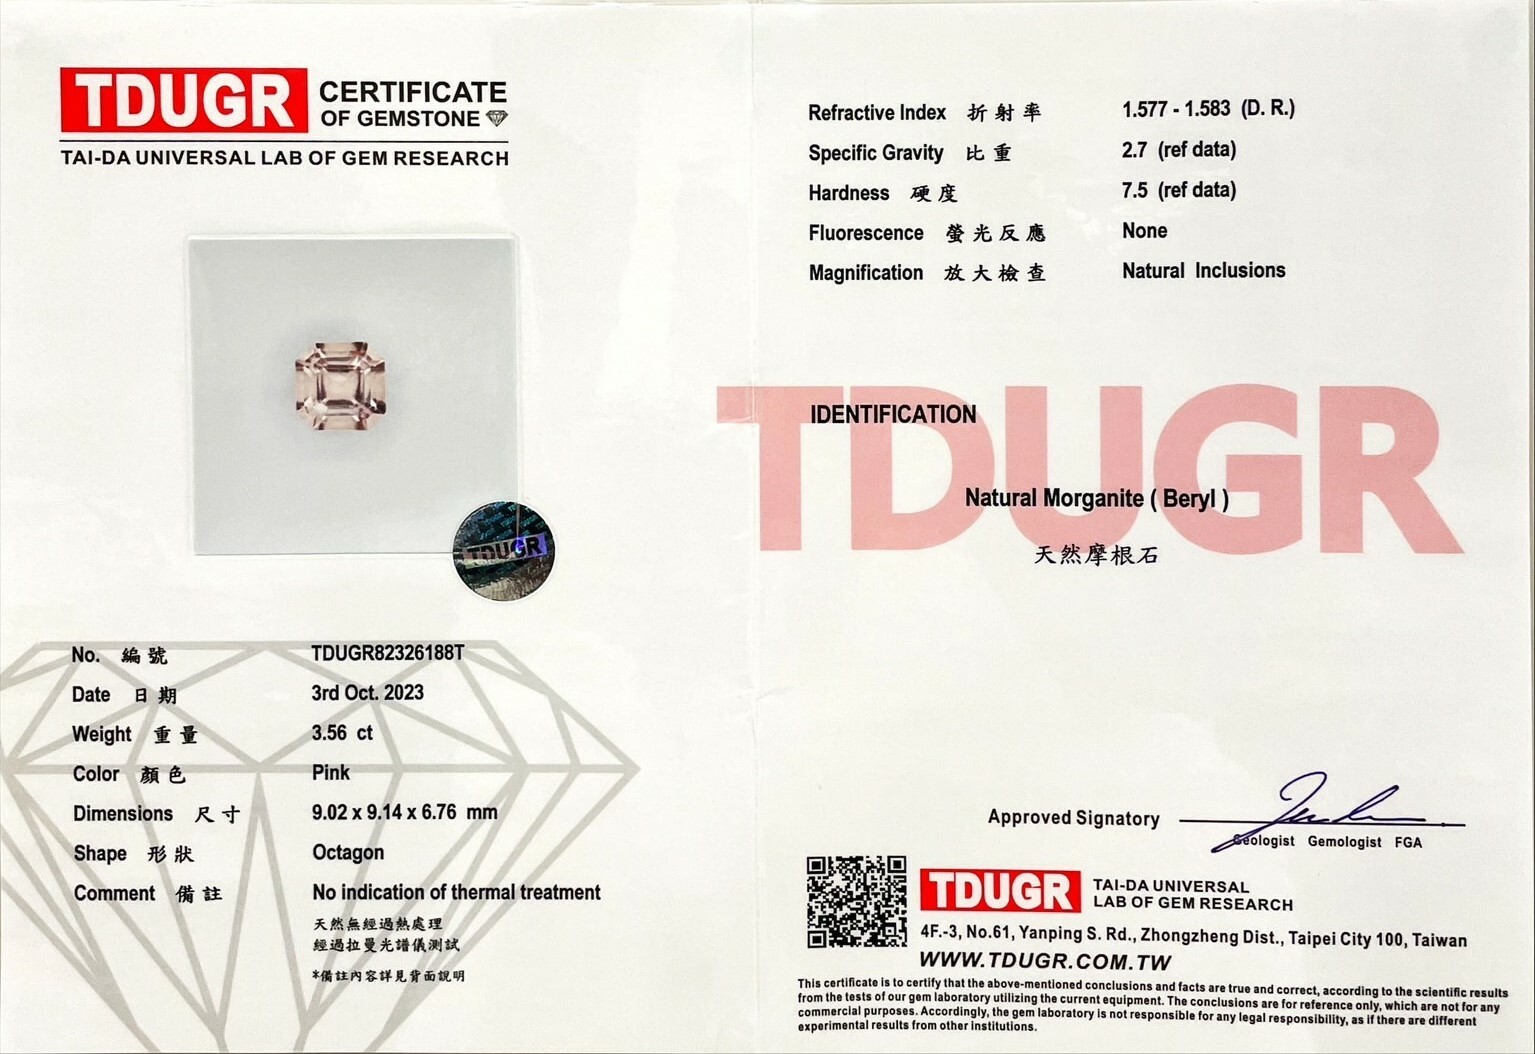 TDUGR CERTIFICATE
OF GEMSTONE
TAI-DA UNIVERSAL LAB OF GEM RESEARCH
TDUGR
No. 編號 TDUGR82326188T
Date 日期 3rd Oct. 2023
Weight 重量 3.56 ct
Color 顏色 Pink
Dimensions 尺寸 9.02 x 9.14 x 6.76 mm
Shape 形狀 Octagon
Comment 備註 No indication of thermal treatment
天然無經過熱處理
經過拉曼光譜儀測試
*備註內容詳見背面說明
Refractive Index 折射率 1.577 - 1.583 (D. R.)
Specific Gravity 比重 2.7 (ref data)
Hardness 硬度 7.5 (ref data)
Fluorescence 螢光反應 None
Magnification 放大檢查 Natural Inclusions
TDUGR
IDENTIFICATION
Natural Morganite ( Beryl )
天然摩根石
Approved Signatory
Geologist Gemologist FGA
TDUGR TAI-DA UNIVERSAL
LAB OF GEM RESEARCH
4F.-3, No.61, Yanping S. Rd., Zhongzheng Dist., Taipei City 100, Taiwan
WWW.TDUGR.COM.TW
This certificate is to certify that the above-mentioned conclusions and facts are true and correct, according to the scientific results
from the tests of our gem laboratory utilizing the current equipment. The conclusions are for reference only, which are not for any
commercial purposes. Accordingly, the gem laboratory is not responsible for any legal responsibility, as if there are different
experimental results from other institutions.